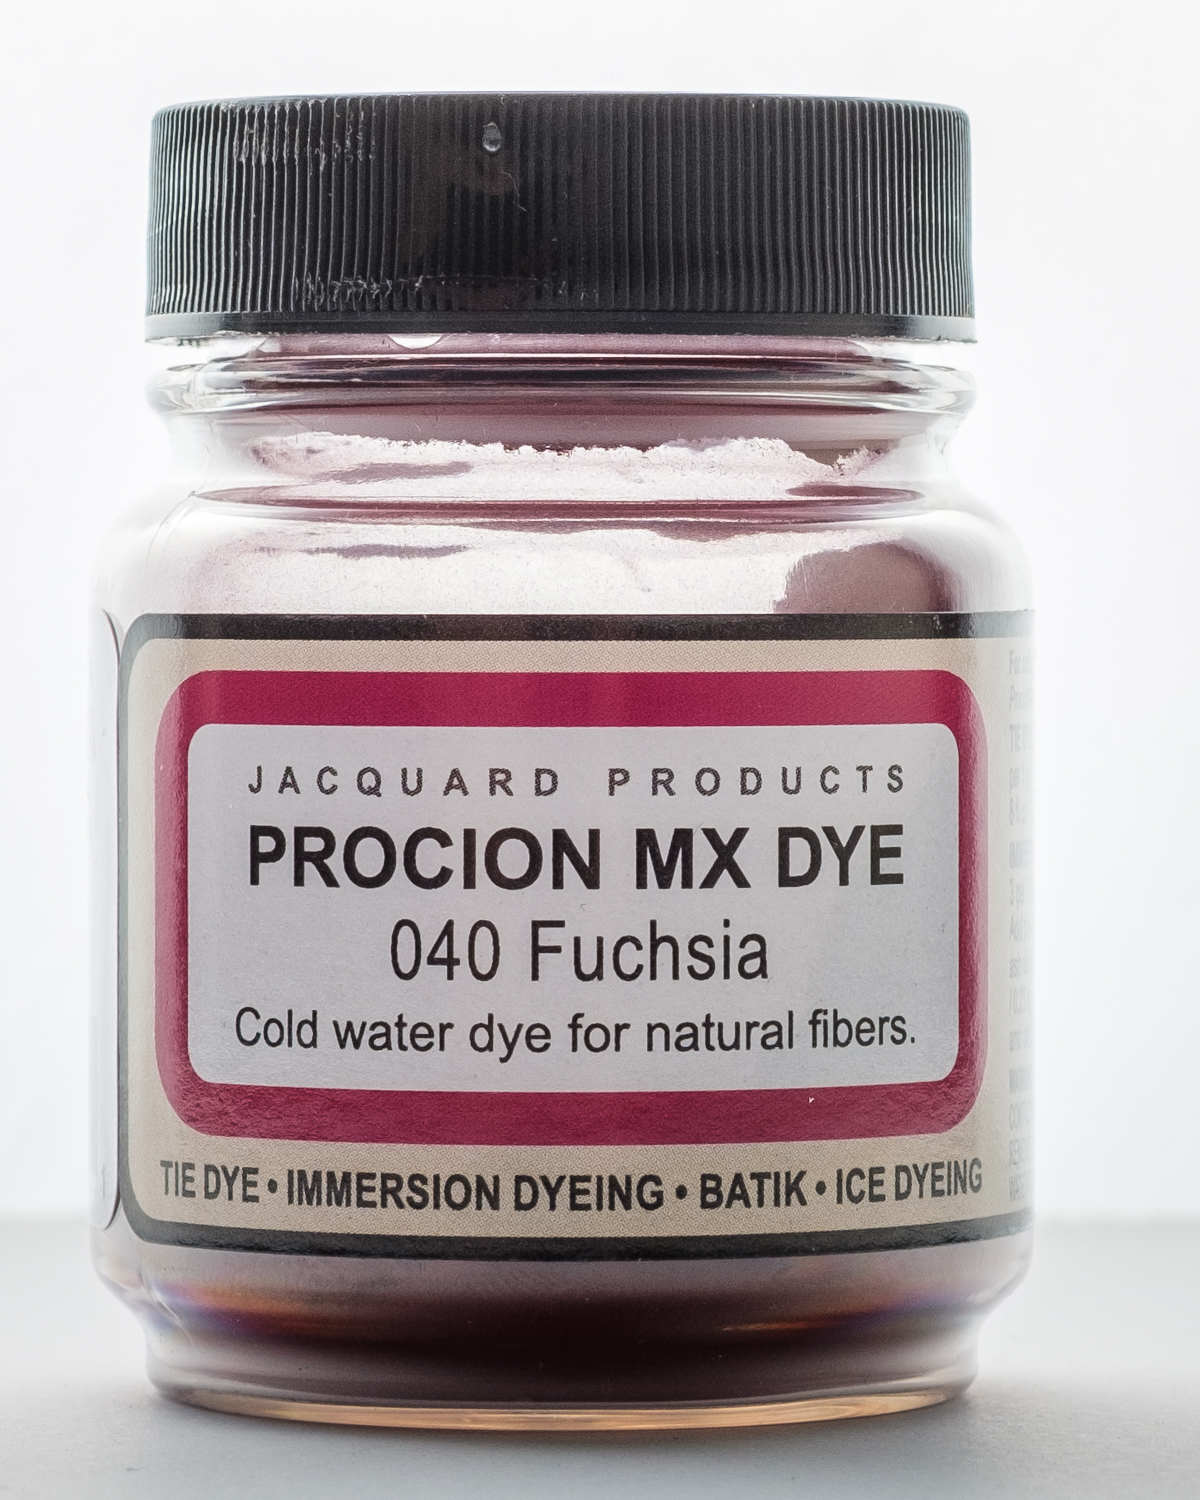 JACQUARD PRODUCTS
PROCION MX DYE
040 Fuchsia
Cold water dye for natural fibers.
TIE DYE • IMMERSION DYEING • BATIK • ICE DYEING